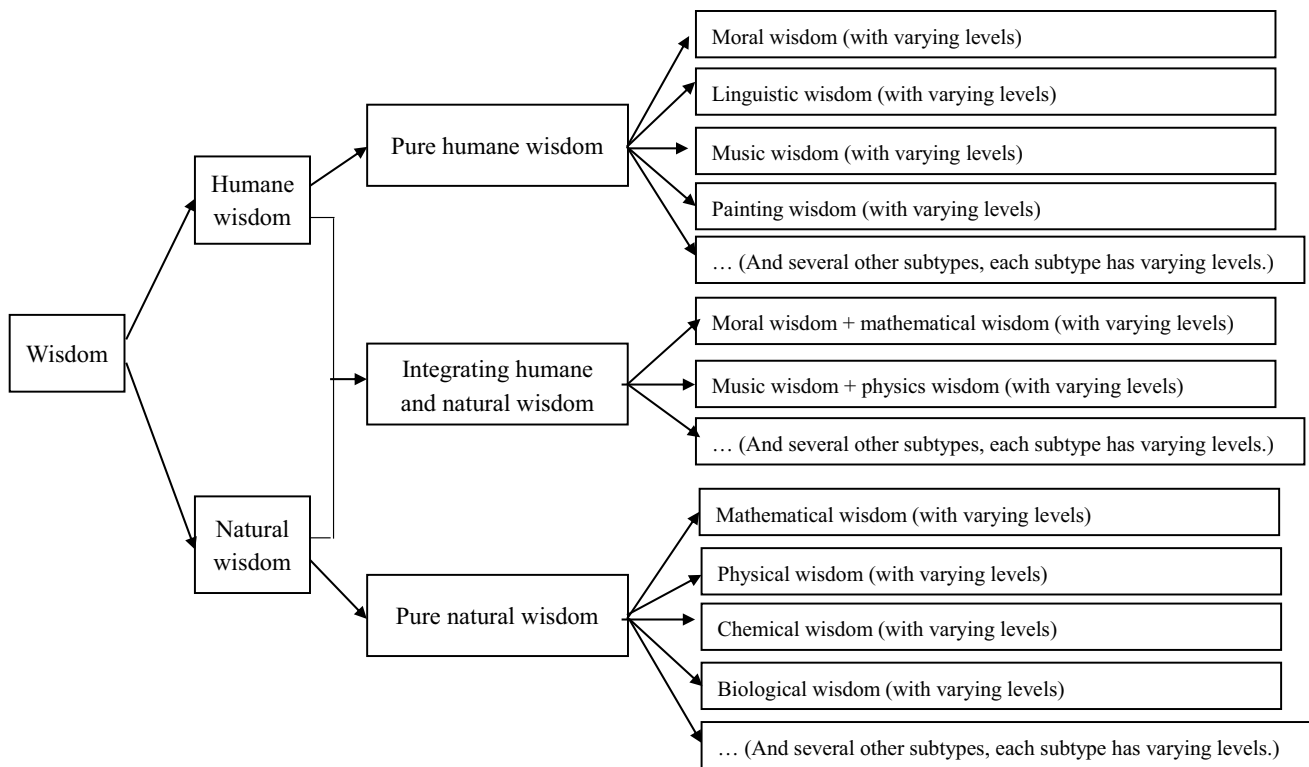 Wisdom
Humane
wisdom
Natural
wisdom
Pure humane wisdom
Integrating humane
and natural wisdom
Pure natural wisdom
Moral wisdom (with varying levels)
Linguistic wisdom (with varying levels)
Music wisdom (with varying levels)
Painting wisdom (with varying levels)
… (And several other subtypes, each subtype has varying levels.)
Moral wisdom + mathematical wisdom (with varying levels)
Music wisdom + physics wisdom (with varying levels)
… (And several other subtypes, each subtype has varying levels.)
Mathematical wisdom (with varying levels)
Physical wisdom (with varying levels)
Chemical wisdom (with varying levels)
Biological wisdom (with varying levels)
… (And several other subtypes, each subtype has varying levels.)